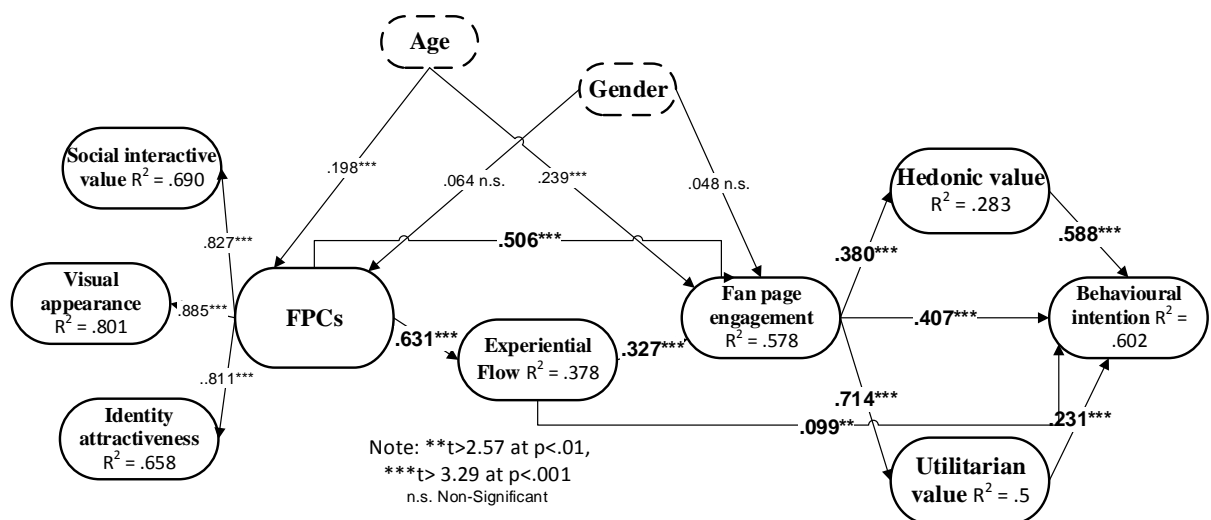 Age
Gender
Social interactive
value R² = .690
.198***
.064 n.s.
.239***
.048 n.s.
Hedonic value
R² = .283
.827***
.506***
.380***
.588***
Visual
appearance
R² = .801
.885***
FPCs
Fan page
engagement
R² = .578
.407***
Behavioural
intention R² =
.602
.631***
Experiential
Flow R² = .378
.327***
..811***
Identity
attractiveness
R² = .658
.714***
.099**
.231***
Note: **t>2.57 at p<.01,
***t> 3.29 at p<.001
n.s. Non-Significant
Utilitarian
value R² = .5